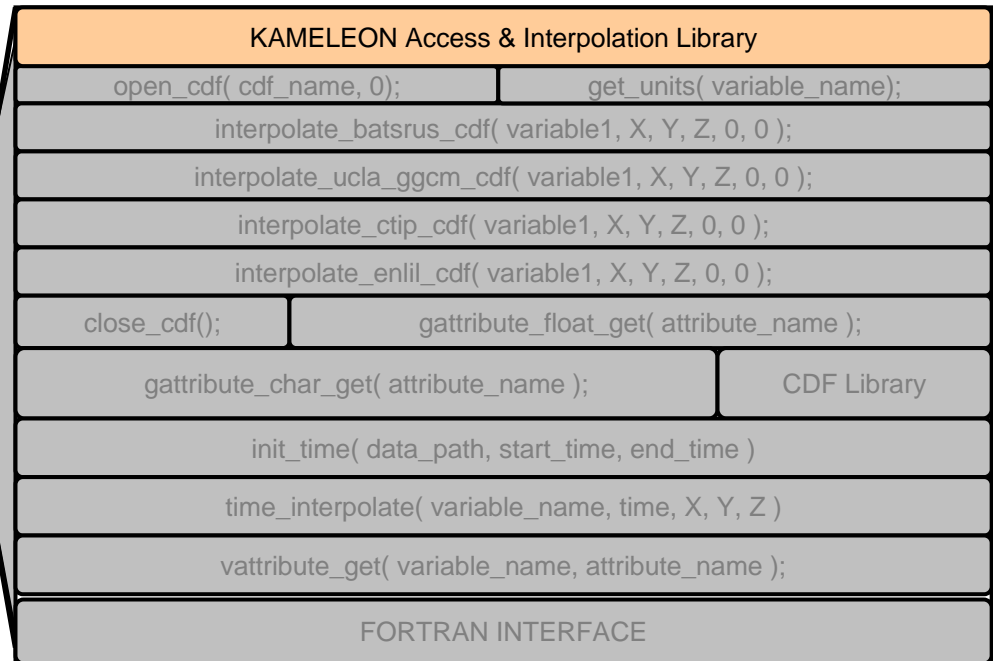 KAMELEON Access & Interpolation Library
open_cdf( cdf_name, 0); get_units( variable_name);
interpolate_batsrus_cdf( variable1, X, Y, Z, 0, 0 );
interpolate_ucla_ggcm_cdf( variable1, X, Y, Z, 0, 0 );
interpolate_ctip_cdf( variable1, X, Y, Z, 0, 0 );
interpolate_enlil_cdf( variable1, X, Y, Z, 0, 0 );
close_cdf(); gattribute_float_get( attribute_name );
gattribute_char_get( attribute_name ); CDF Library
init_time( data_path, start_time, end_time )
time_interpolate( variable_name, time, X, Y, Z )
vattribute_get( variable_name, attribute_name );
FORTRAN INTERFACE